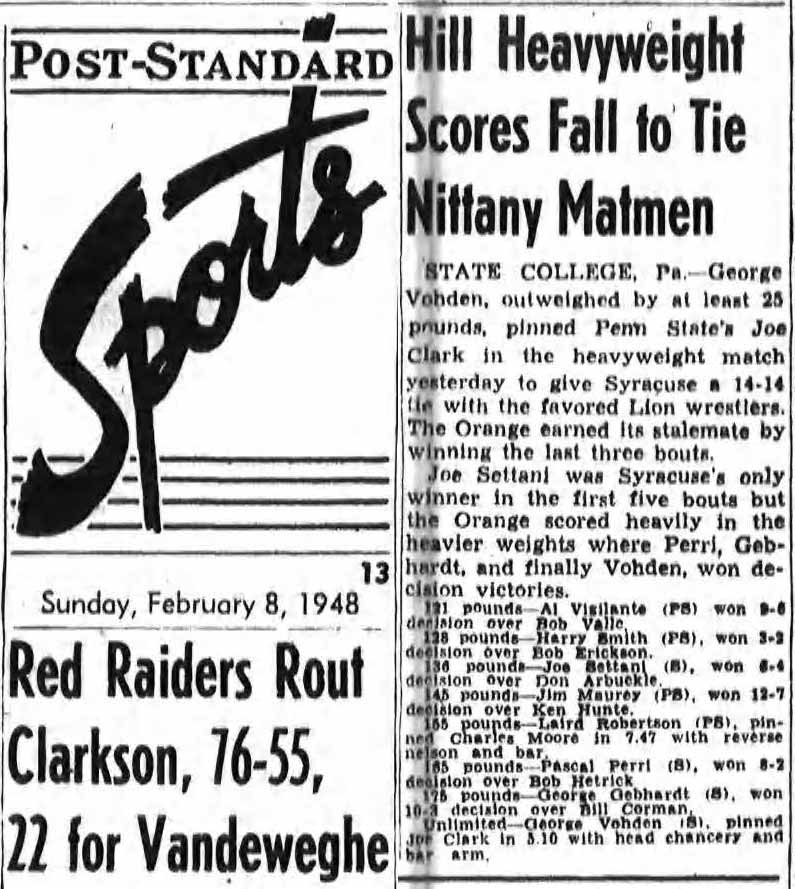 POST-STANDARD
Sports
13
Sunday, February 8, 1948
Red Raiders Rout
Clarkson, 76-55,
22 for Vandeweghe
Hill Heavyweight
Scores Fall to Tie
Nittany Matmen
STATE COLLEGE, Pa.—George
Vohden, outweighed by at least 25
pounds, pinned Penn State's Joe
Clark in the heavyweight match
yesterday to give Syracuse a 14-14
tie with the favored Lion wrestlers.
The Orange earned its stalemate by
winning the last three bouts.
Joe Settani was Syracuse's only
winner in the first five bouts but
the Orange scored heavily in the
heavier weights where Perri, Geb-
hardt, and finally Vohden, won de-
cision victories.
121 pounds—Al Vigilante (PS) won
decision over Bob Valle.
128 pounds—Harry Smith (PS), won 3-2
decision over Bob Erickson.
136 pounds—Joe Settani (S), won 6-4
decision over Don Arbuckle.
145 pounds—Jim Maurey (PS), won 12-7
decision over Ken Hunte.
155 pounds—Laird Robertson (PS), pin-
ned Charles Moore in 7.47 with reverse
nelson and bar.
165 pounds—Pascal Perri (S), won 8-2
decision over Bob Hetrick
175 pounds—George Gebhardt (S), won
10-3 decision over Bill Corman.
Unlimited—George Vohden (S), pinned
Joe Clark in 5.10 with head chancery and
bar arm.